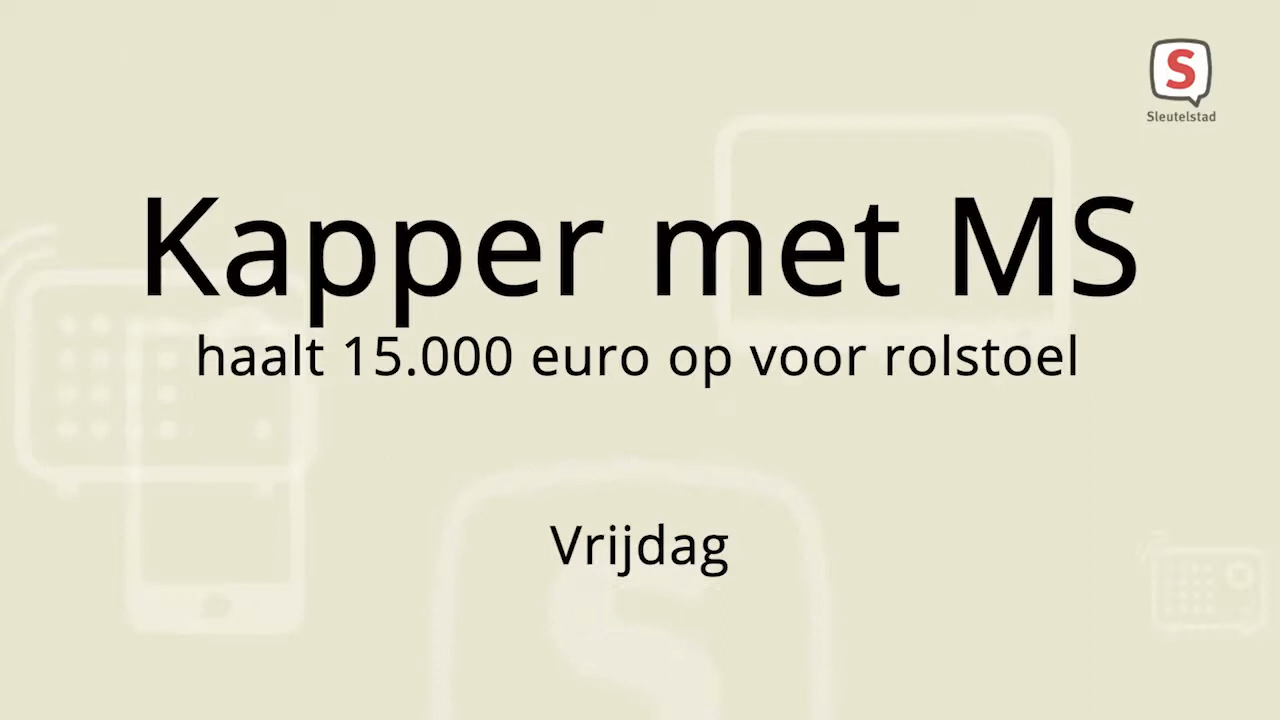 S
Sleutelstad
Kapper met MS
haalt 15.000 euro op voor rolstoel
Vrijdag